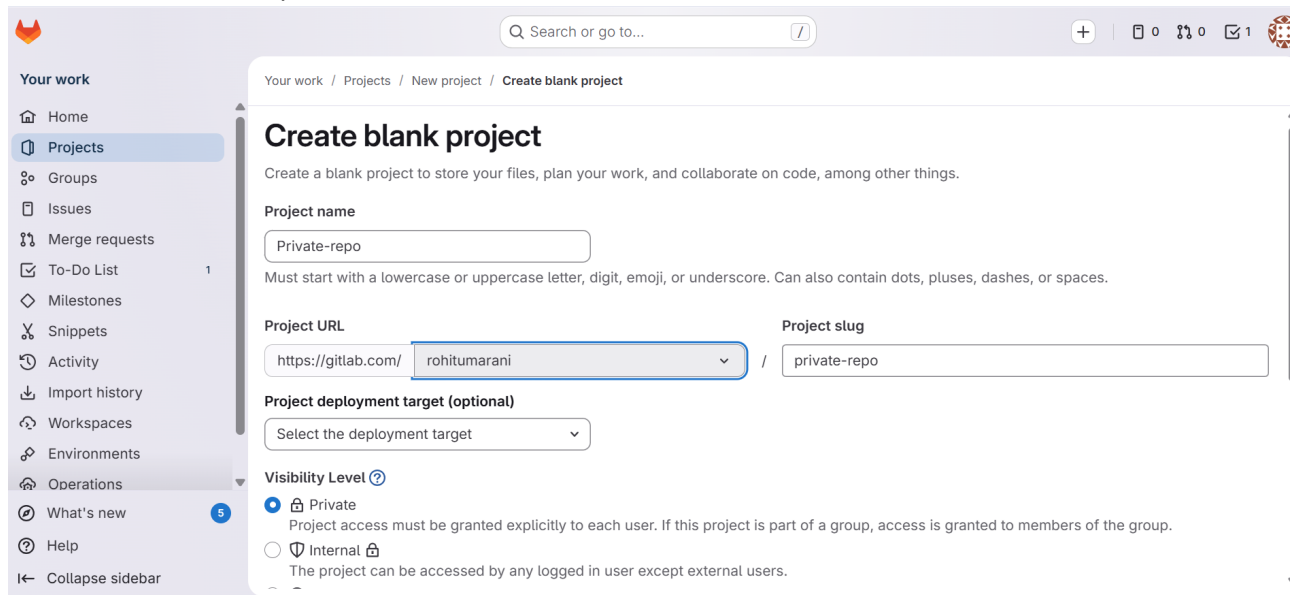 Search or go to...
/
0
0
1
Your work
Home
Projects
Groups
Issues
Merge requests
To-Do List 1
Milestones
Snippets
Activity
Import history
Workspaces
Environments
Operations
What's new 5
Help
Collapse sidebar
Your work / Projects / New project / Create blank project
Create blank project
Create a blank project to store your files, plan your work, and collaborate on code, among other things.
Project name
Private-repo
Must start with a lowercase or uppercase letter, digit, emoji, or underscore. Can also contain dots, pluses, dashes, or spaces.
Project URL
https://gitlab.com/ rohitumarani /
Project slug
private-repo
Project deployment target (optional)
Select the deployment target
Visibility Level ?
Private
Project access must be granted explicitly to each user. If this project is part of a group, access is granted to members of the group.
Internal
The project can be accessed by any logged in user except external users.